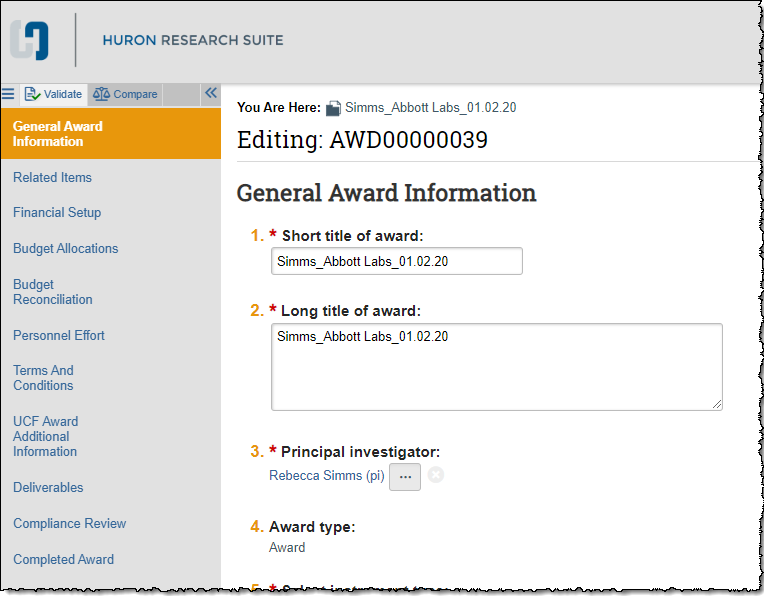 HURON RESEARCH SUITE
Validate
Compare
You Are Here: Simms_Abbott Labs_01.02.20
Editing: AWD00000039
General Award
Information
Related Items
Financial Setup
Budget Allocations
Budget
Reconciliation
Personnel Effort
Terms And
Conditions
UCF Award
Additional
Information
Deliverables
Compliance Review
Completed Award
General Award Information
1. * Short title of award:
Simms_Abbott Labs_01.02.20
2. * Long title of award:
Simms_Abbott Labs_01.02.20
3. * Principal investigator:
Rebecca Simms (pi) ...
4. Award type:
Award